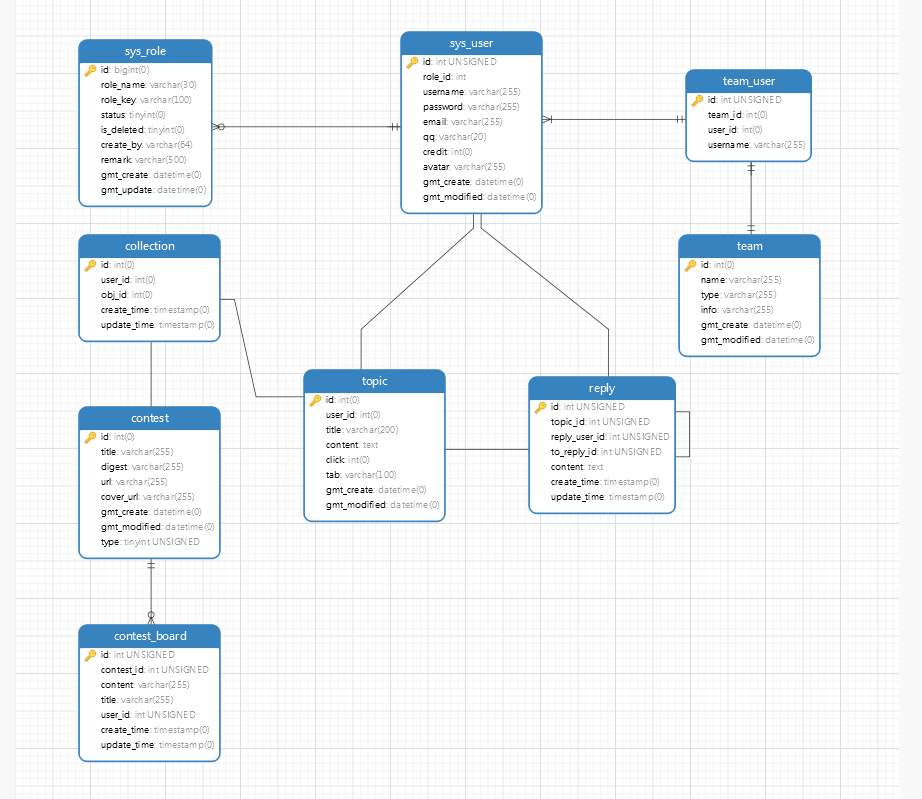 sys_role
id: bigint(0)
role_name: varchar(30)
role_key: varchar(100)
status: tinyint(0)
is_deleted: tinyint(0)
create_by: varchar(64)
remark: varchar(500)
gmt_create: datetime(0)
gmt_update: datetime(0)
sys_user
id: int UNSIGNED
role_id: int
username: varchar(255)
password: varchar(255)
email: varchar(255)
qq: varchar(20)
credit: int(0)
avatar: varchar(255)
gmt_create: datetime(0)
gmt_modified: datetime(0)
team_user
id: int UNSIGNED
team_id: int(0)
user_id: int(0)
username: varchar(255)
collection
id: int(0)
user_id: int(0)
obj_id: int(0)
create_time: timestamp(0)
update_time: timestamp(0)
team
id: int(0)
name: varchar(255)
type: varchar(255)
info: varchar(255)
gmt_create: datetime(0)
gmt_modified: datetime(0)
topic
id: int(0)
user_id: int(0)
title: varchar(200)
content: text
click: int(0)
tab: varchar(100)
gmt_create: datetime(0)
gmt_modified: datetime(0)
reply
id: int UNSIGNED
topic_id: int UNSIGNED
reply_user_id: int UNSIGNED
to_reply_id: int UNSIGNED
content: text
create_time: timestamp(0)
update_time: timestamp(0)
contest
id: int(0)
title: varchar(255)
digest: varchar(255)
url: varchar(255)
cover_url: varchar(255)
gmt_create: datetime(0)
gmt_modified: datetime(0)
type: tinyint UNSIGNED
contest_board
id: int UNSIGNED
contest_id: int UNSIGNED
content: varchar(255)
title: varchar(255)
user_id: int UNSIGNED
create_time: timestamp(0)
update_time: timestamp(0)